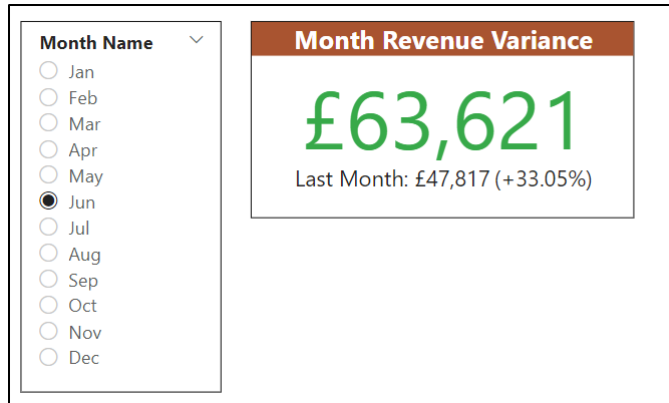 Month Name
Jan
Feb
Mar
Apr
May
Jun
Jul
Aug
Sep
Oct
Nov
Dec
Month Revenue Variance
£63,621
Last Month: £47,817 (+33.05%)